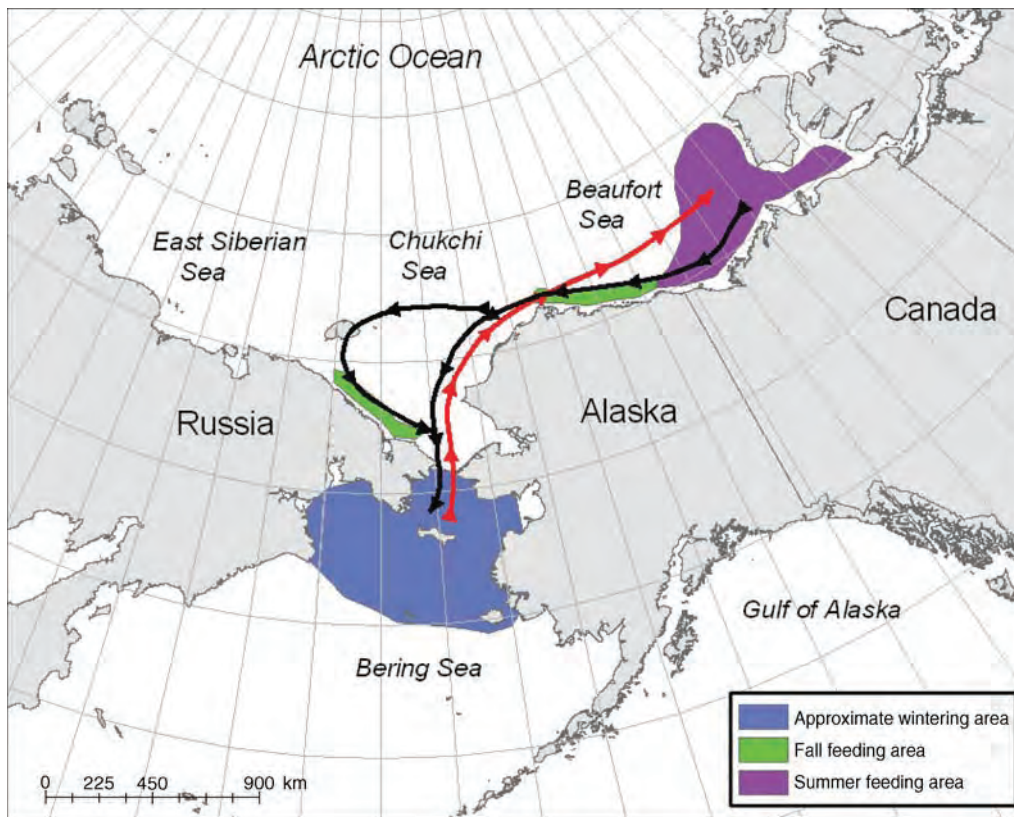 Arctic Ocean
Beaufort
Sea
East Siberian
Sea
Chukchi
Sea
Canada
Russia
Alaska
Gulf of Alaska
Bering Sea
Approximate wintering area
Fall feeding area
Summer feeding area
0 225 450 900 km